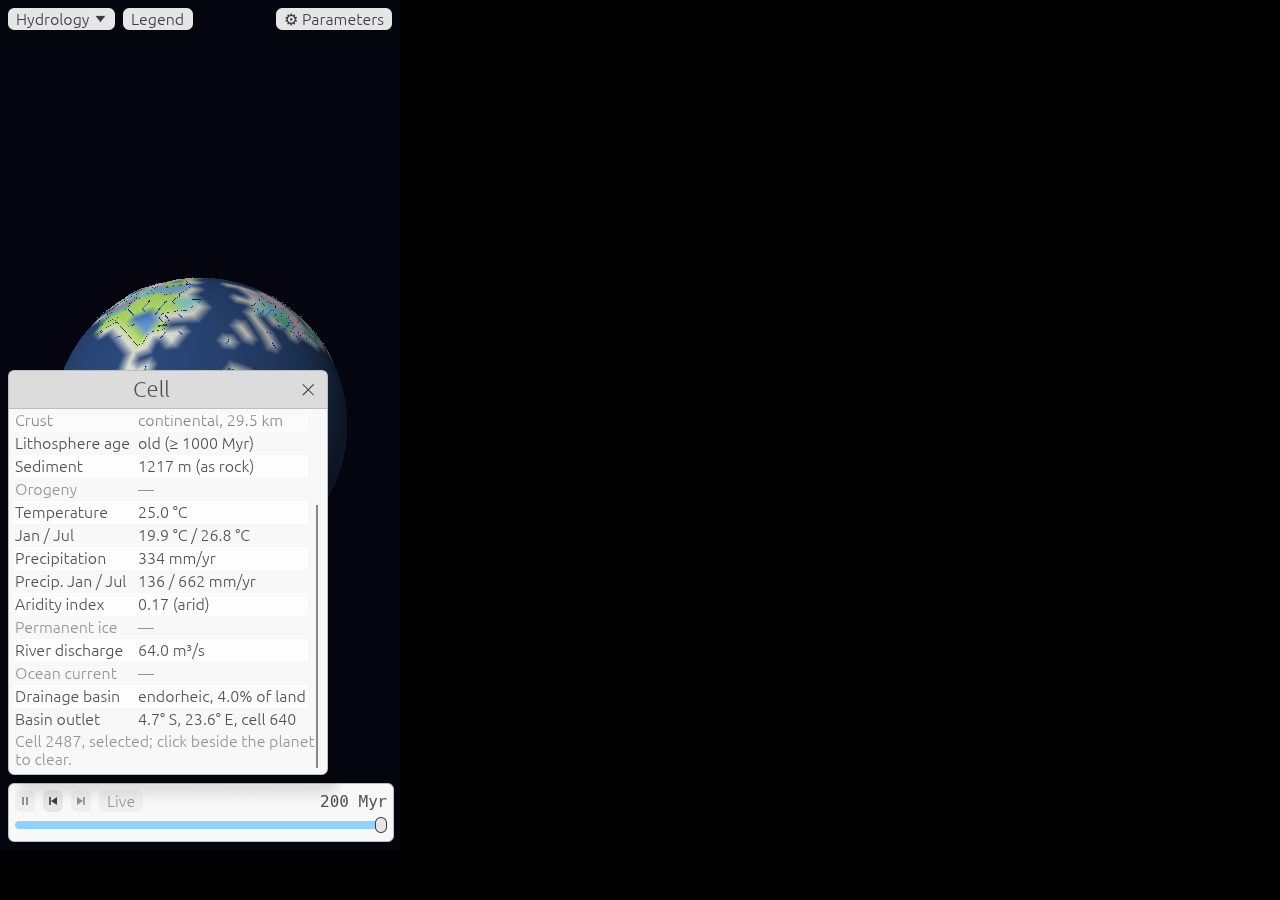 Hydrology ▼ Legend ⚙ Parameters
Cell
Crust continental, 29.5 km
Lithosphere age old (≥ 1000 Myr)
Sediment 1217 m (as rock)
Orogeny —
Temperature 25.0 °C
Jan / Jul 19.9 °C / 26.8 °C
Precipitation 334 mm/yr
Precip. Jan / Jul 136 / 662 mm/yr
Aridity index 0.17 (arid)
Permanent ice —
River discharge 64.0 m³/s
Ocean current —
Drainage basin endorheic, 4.0% of land
Basin outlet 4.7° S, 23.6° E, cell 640
Cell 2487, selected; click beside the planet
to clear.
Live 200 Myr